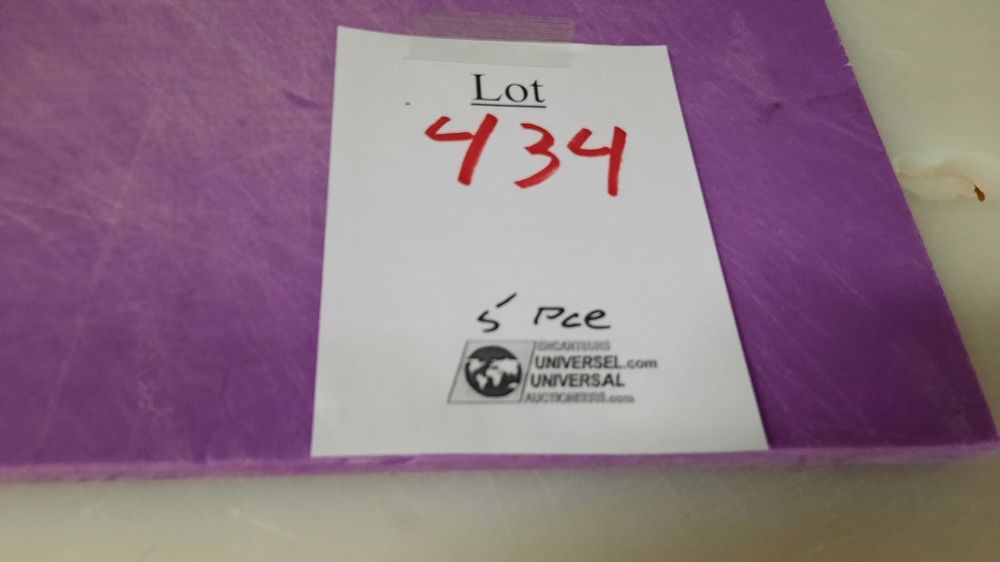 Lot
434
5 Pce
ENCANTEURS
UNIVERSEL.com
UNIVERSAL
AUCTIONEERS.com